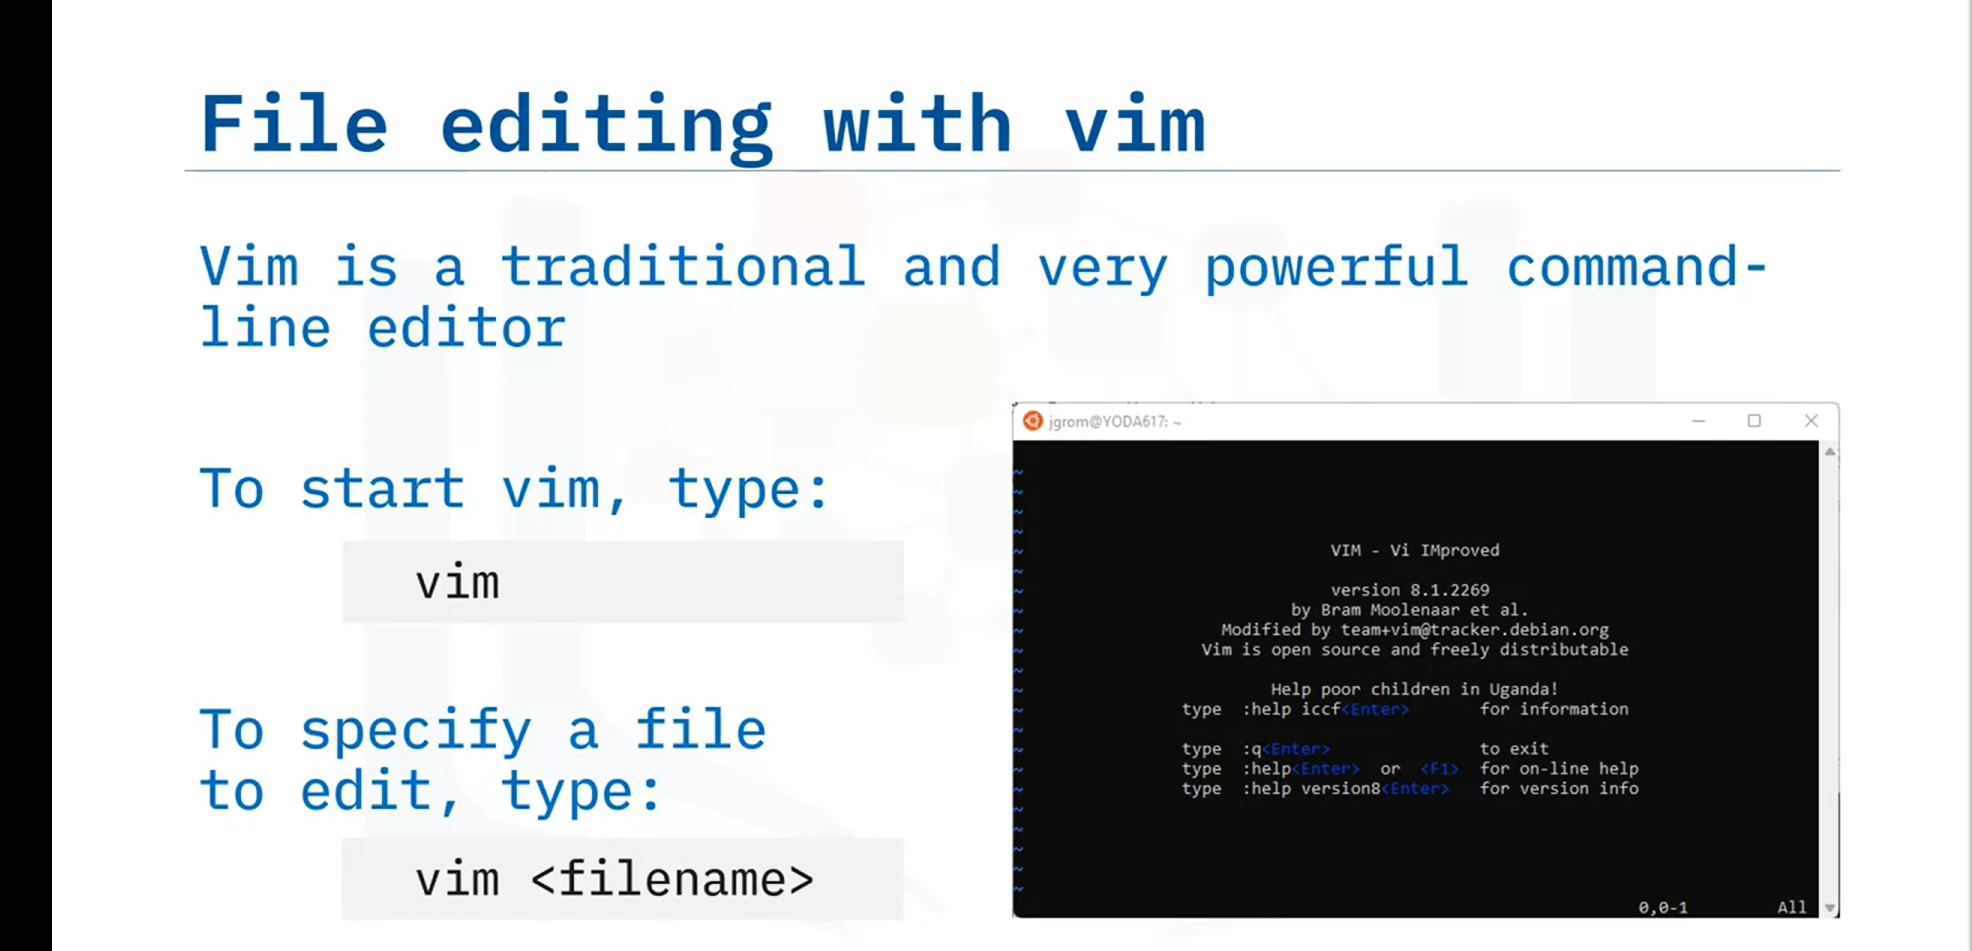 File editing with vim
Vim is a traditional and very powerful command-
line editor
To start vim, type:
vim
To specify a file
to edit, type:
vim <filename>
jgrom@YODA617: ~
~
~
~
~
~
VIM - Vi IMproved
~
~
version 8.1.2269
~
by Bram Moolenaar et al.
~
Modified by team+vim@tracker.debian.org
~
Vim is open source and freely distributable
~
~
Help poor children in Uganda!
~
type :help iccf<Enter> for information
~
~
type :q<Enter> to exit
~
type :help<Enter> or <F1> for on-line help
~
type :help version8<Enter> for version info
~
~
~
~
~
~
0,0-1 All